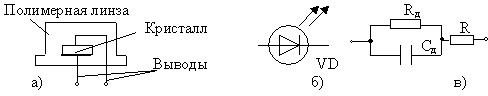 Полимерная линза
Кристалл
Выводы
а)
VD
б)
Rд
Cд
R
в)